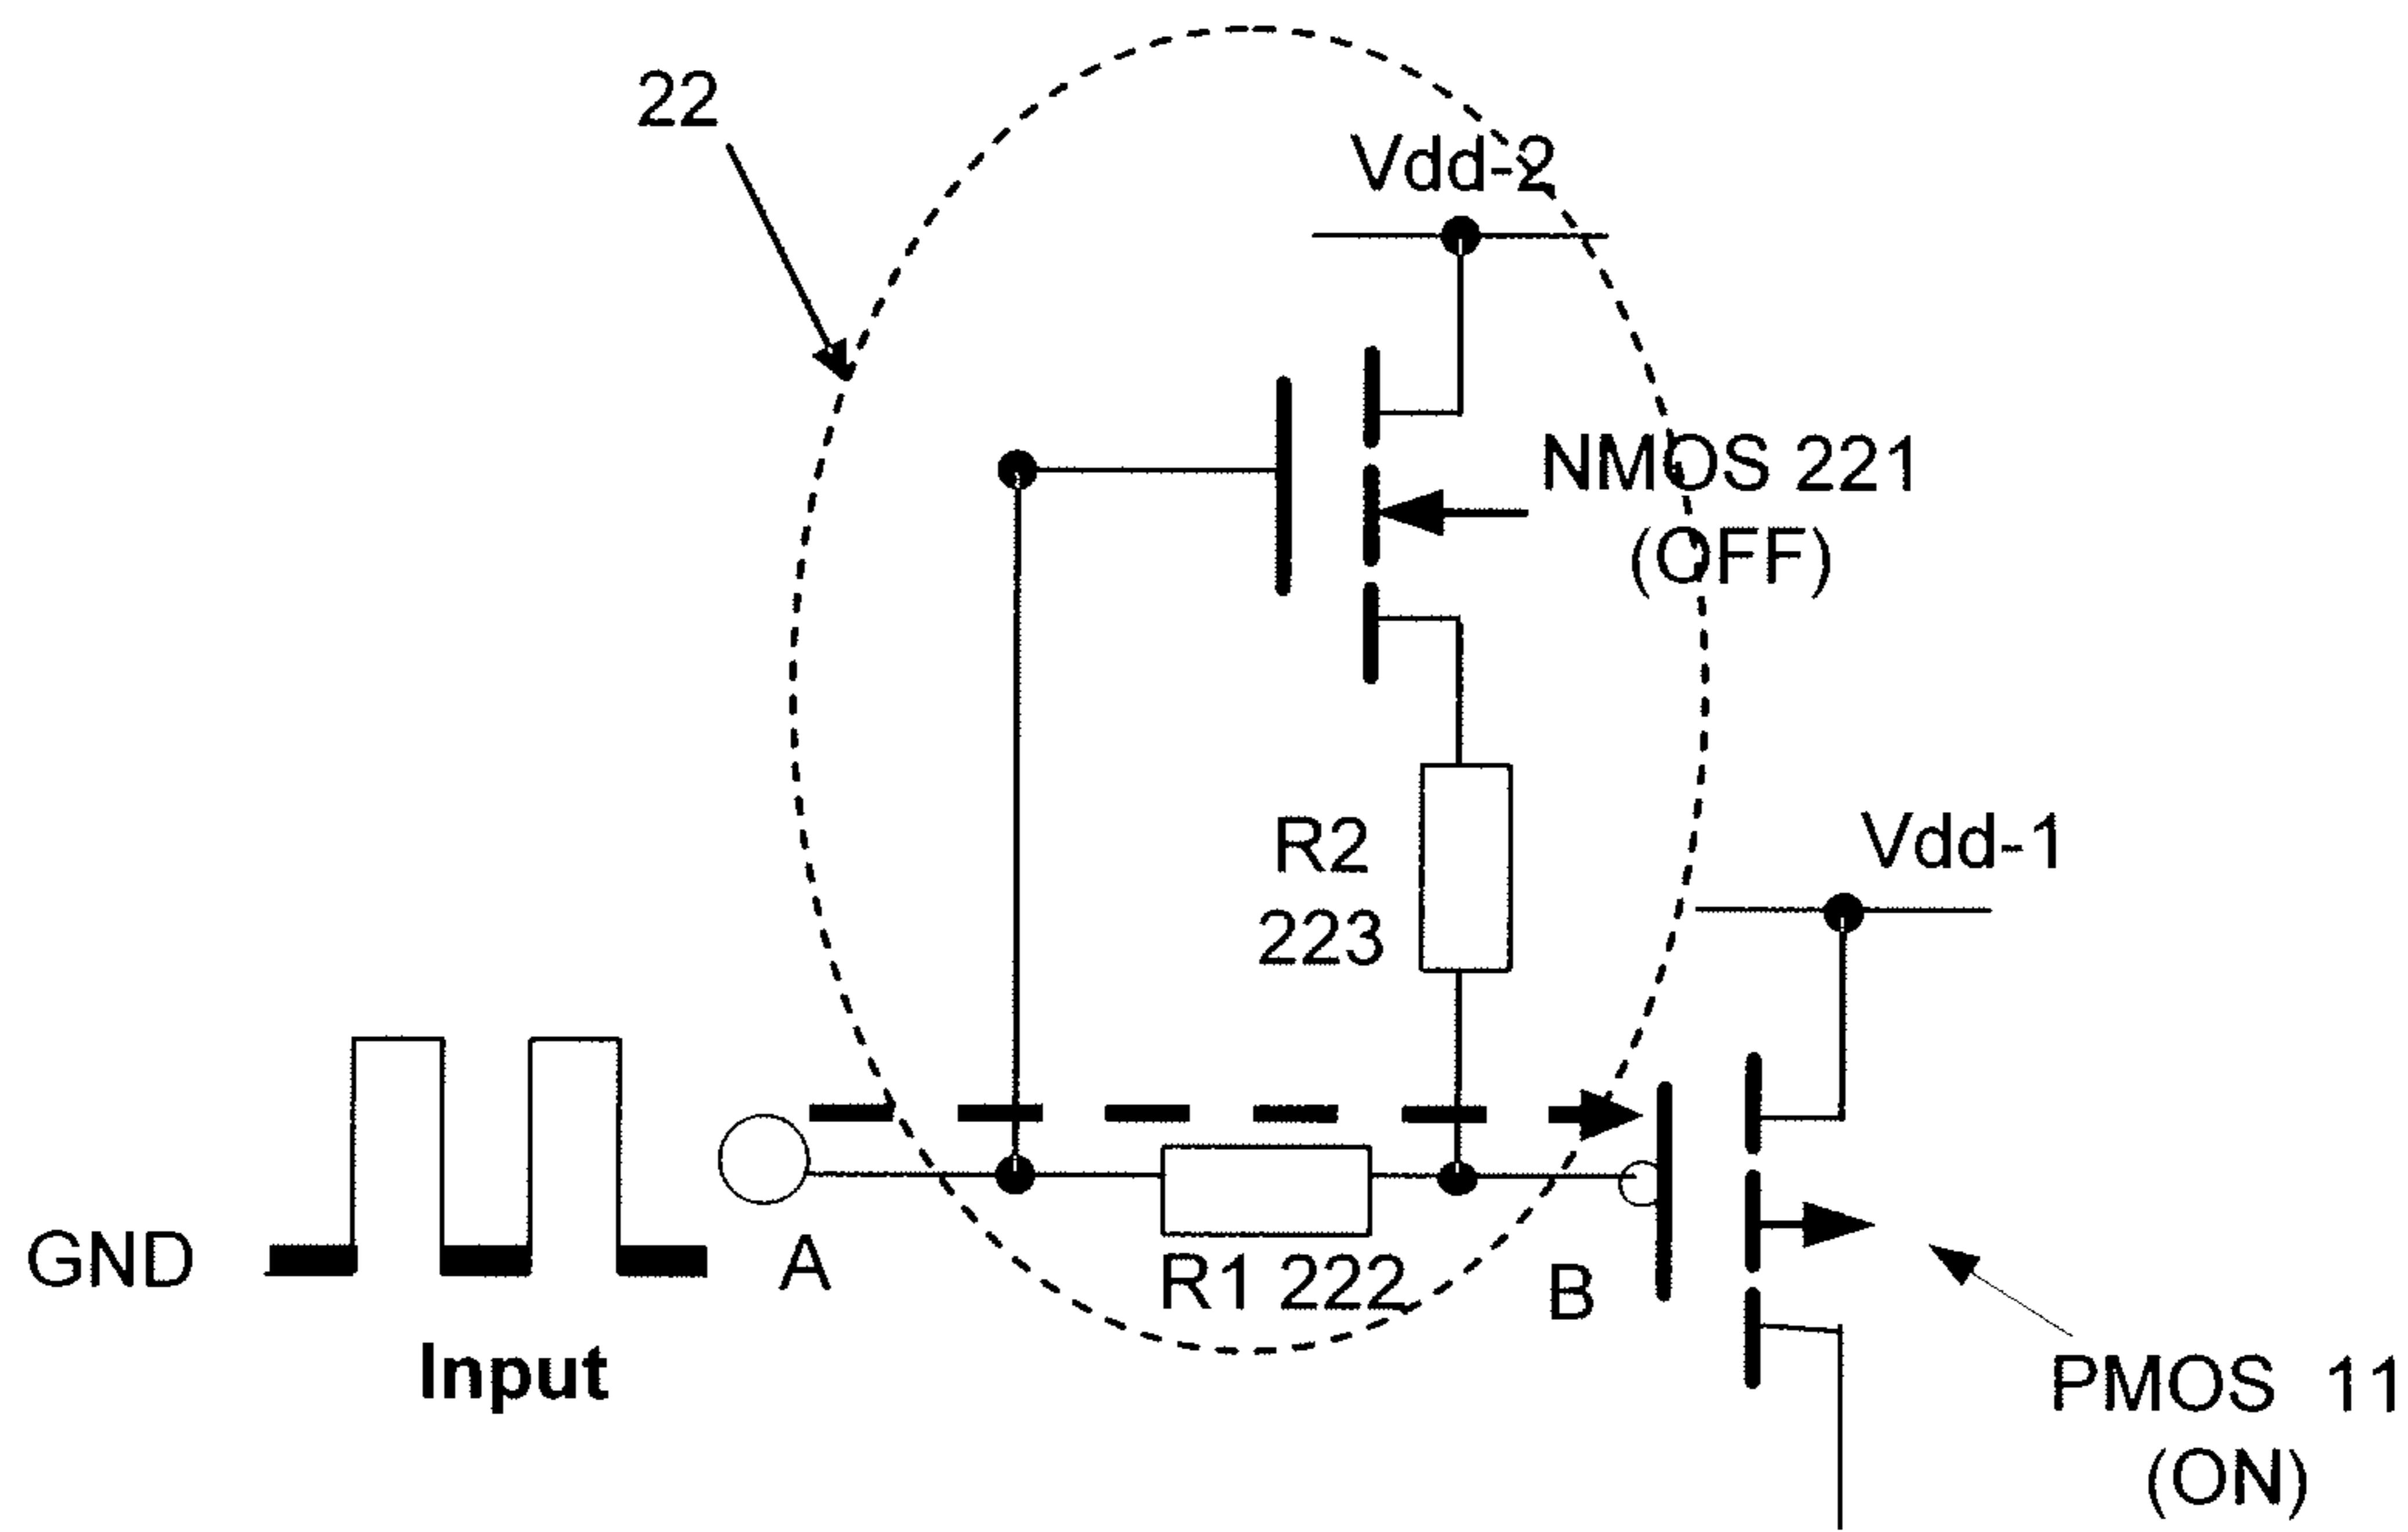 22
Vdd-2
NMOS 221
(OFF)
R2
223
Vdd-1
GND
A
R1 222
B
Input
PMOS 11
(ON)